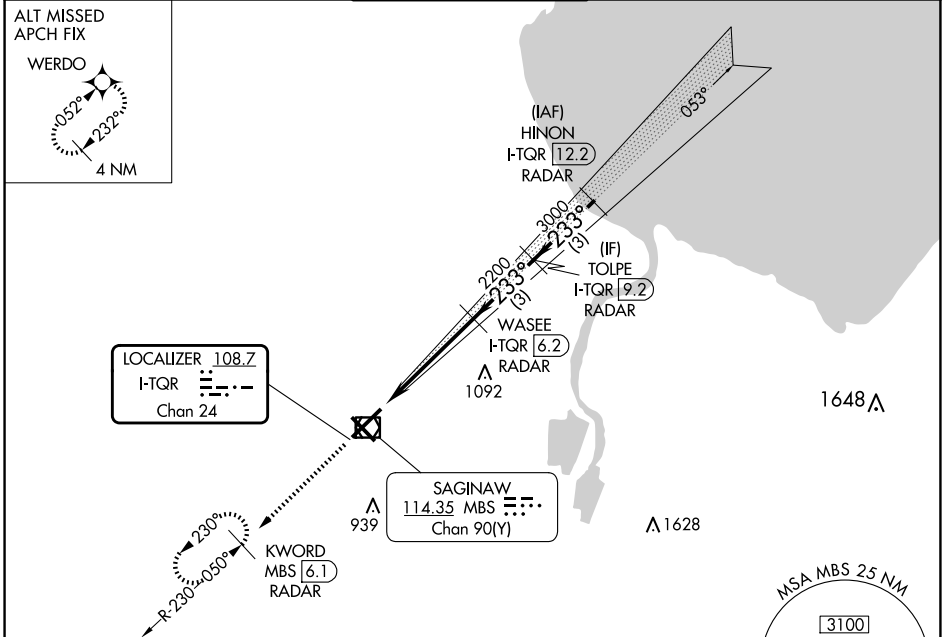 ALT MISSED
APCH FIX
WERDO
052°
232°
4 NM
053°
(IAF)
HINON
I-TQR 12.2
RADAR
3000
233°
(3)
(IF)
TOLPE
I-TQR 9.2
RADAR
2200
233°
(3)
WASEE
I-TQR 6.2
RADAR
1092
LOCALIZER 108.7
I-TQR
Chan 24
1648
SAGINAW
114.35 MBS
Chan 90(Y)
939
1628
230°
050°
R-230
KWORD
MBS 6.1
RADAR
MSA MBS 25 NM
3100